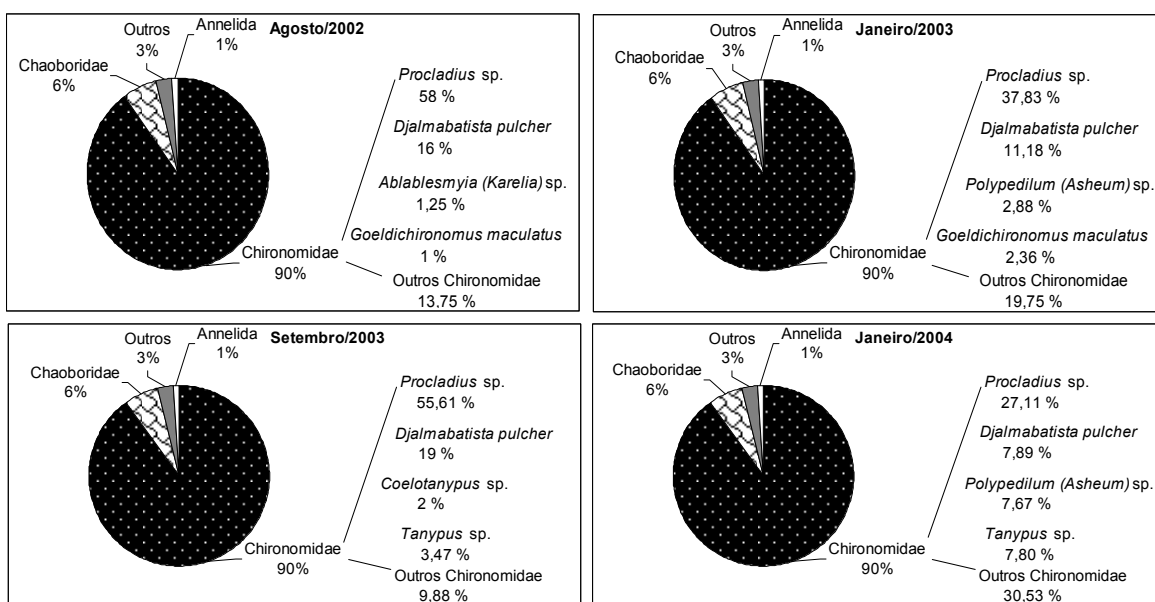 Agosto/2002
Annelida
1%
Outros
3%
Chaoboridae
6%
Procladius sp.
58 %
Djalmabatista pulcher
16 %
Ablablesmyia (Karelia) sp.
1,25 %
Goeldichironomus maculatus
1 %
Chironomidae
90%
Outros Chironomidae
13,75 %
Janeiro/2003
Annelida
1%
Outros
3%
Chaoboridae
6%
Procladius sp.
37,83 %
Djalmabatista pulcher
11,18 %
Polypedilum (Asheum) sp.
2,88 %
Goeldichironomus maculatus
2,36 %
Chironomidae
90%
Outros Chironomidae
19,75 %
Setembro/2003
Annelida
1%
Outros
3%
Chaoboridae
6%
Procladius sp.
55,61 %
Djalmabatista pulcher
19 %
Coelotanypus sp.
2 %
Tanypus sp.
3,47 %
Chironomidae
90%
Outros Chironomidae
9,88 %
Janeiro/2004
Annelida
1%
Outros
3%
Chaoboridae
6%
Procladius sp.
27,11 %
Djalmabatista pulcher
7,89 %
Polypedilum (Asheum) sp.
7,67 %
Tanypus sp.
7,80 %
Chironomidae
90%
Outros Chironomidae
30,53 %